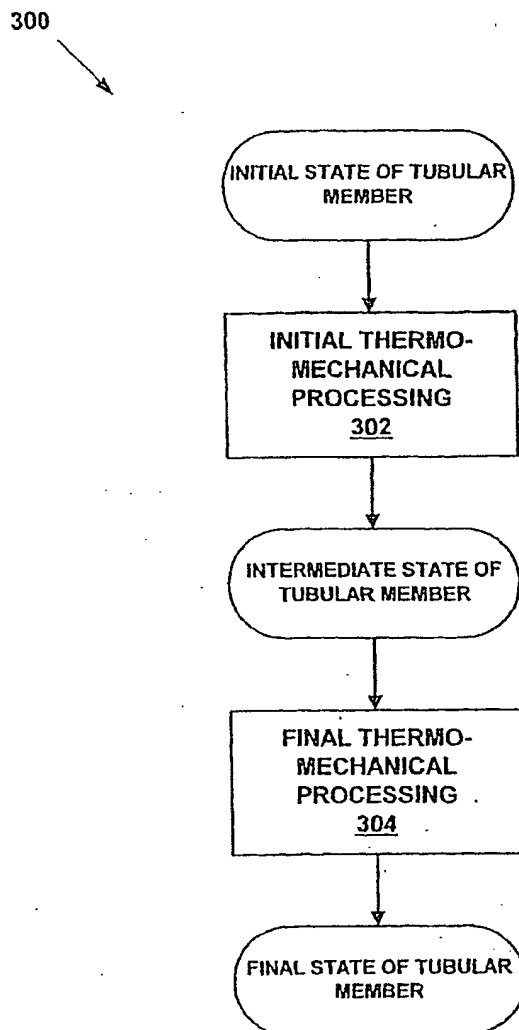 300
INITIAL STATE OF TUBULAR
MEMBER
INITIAL THERMO-
MECHANICAL
PROCESSING
302
INTERMEDIATE STATE OF
TUBULAR MEMBER
FINAL THERMO-
MECHANICAL
PROCESSING
304
FINAL STATE OF TUBULAR
MEMBER